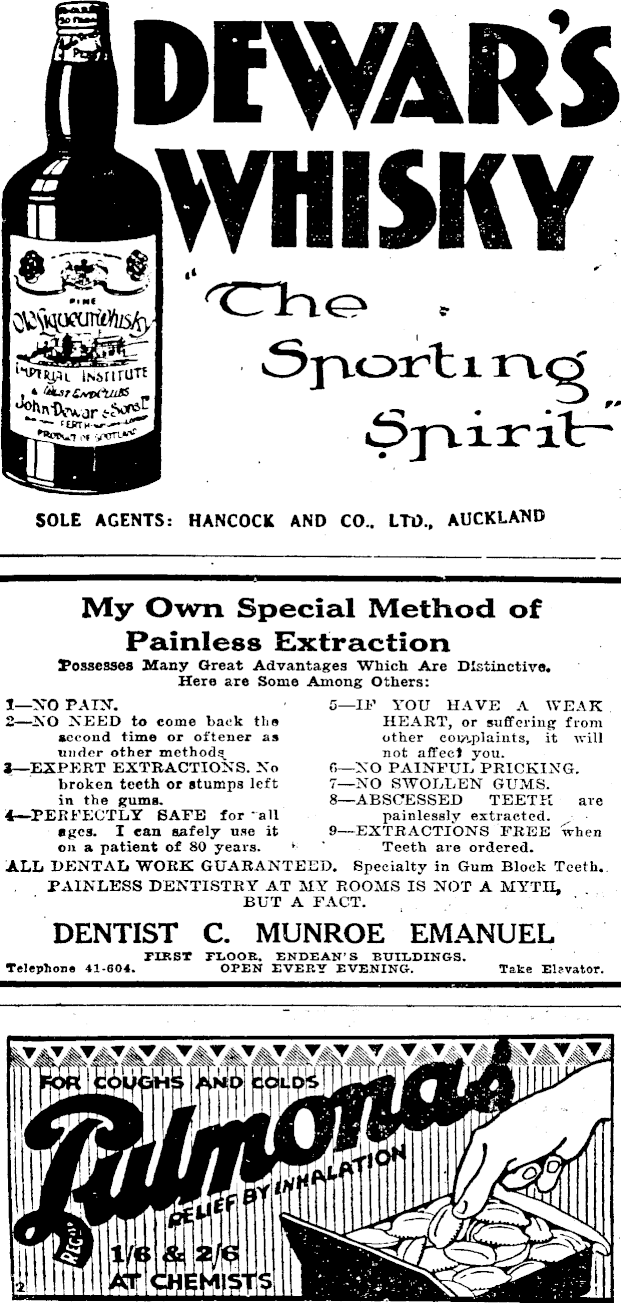 DEWAR'S
WHISKY
"The
Sporting
Spirit"
FINE
Old Liqueur Whisky
IMPERIAL INSTITUTE
John Dewar & Sons Ltd
PERTH
PRODUCT OF SCOTLAND
SOLE AGENTS: HANCOCK AND CO., LTD., AUCKLAND
My Own Special Method of
Painless Extraction
Possesses Many Great Advantages Which Are Distinctive.
Here are Some Among Others:
1—NO PAIN.
2—NO NEED to come back the
second time or oftener as
under other methods
3—EXPERT EXTRACTIONS. No
broken teeth or stumps left
in the gums.
4—PERFECTLY SAFE for all
ages. I can safely use it
on a patient of 80 years.
5—IF YOU HAVE A WEAK
HEART, or suffering from
other complaints, it will
not affect you.
6—NO PAINFUL PRICKING.
7—NO SWOLLEN GUMS.
8—ABSCESSED TEETH are
painlessly extracted.
9—EXTRACTIONS FREE when
Teeth are ordered.
ALL DENTAL WORK GUARANTEED. Specialty in Gum Block Teeth.
PAINLESS DENTISTRY AT MY ROOMS IS NOT A MYTH,
BUT A FACT.
DENTIST C. MUNROE EMANUEL
FIRST FLOOR, ENDEAN'S BUILDINGS.
Telephone 41-604. OPEN EVERY EVENING. Take Elevator.
FOR COUGHS AND COLDS
Pulmonas
RELIEF BY INHALATION
REGD
1/6 & 2/6
AT CHEMISTS
2